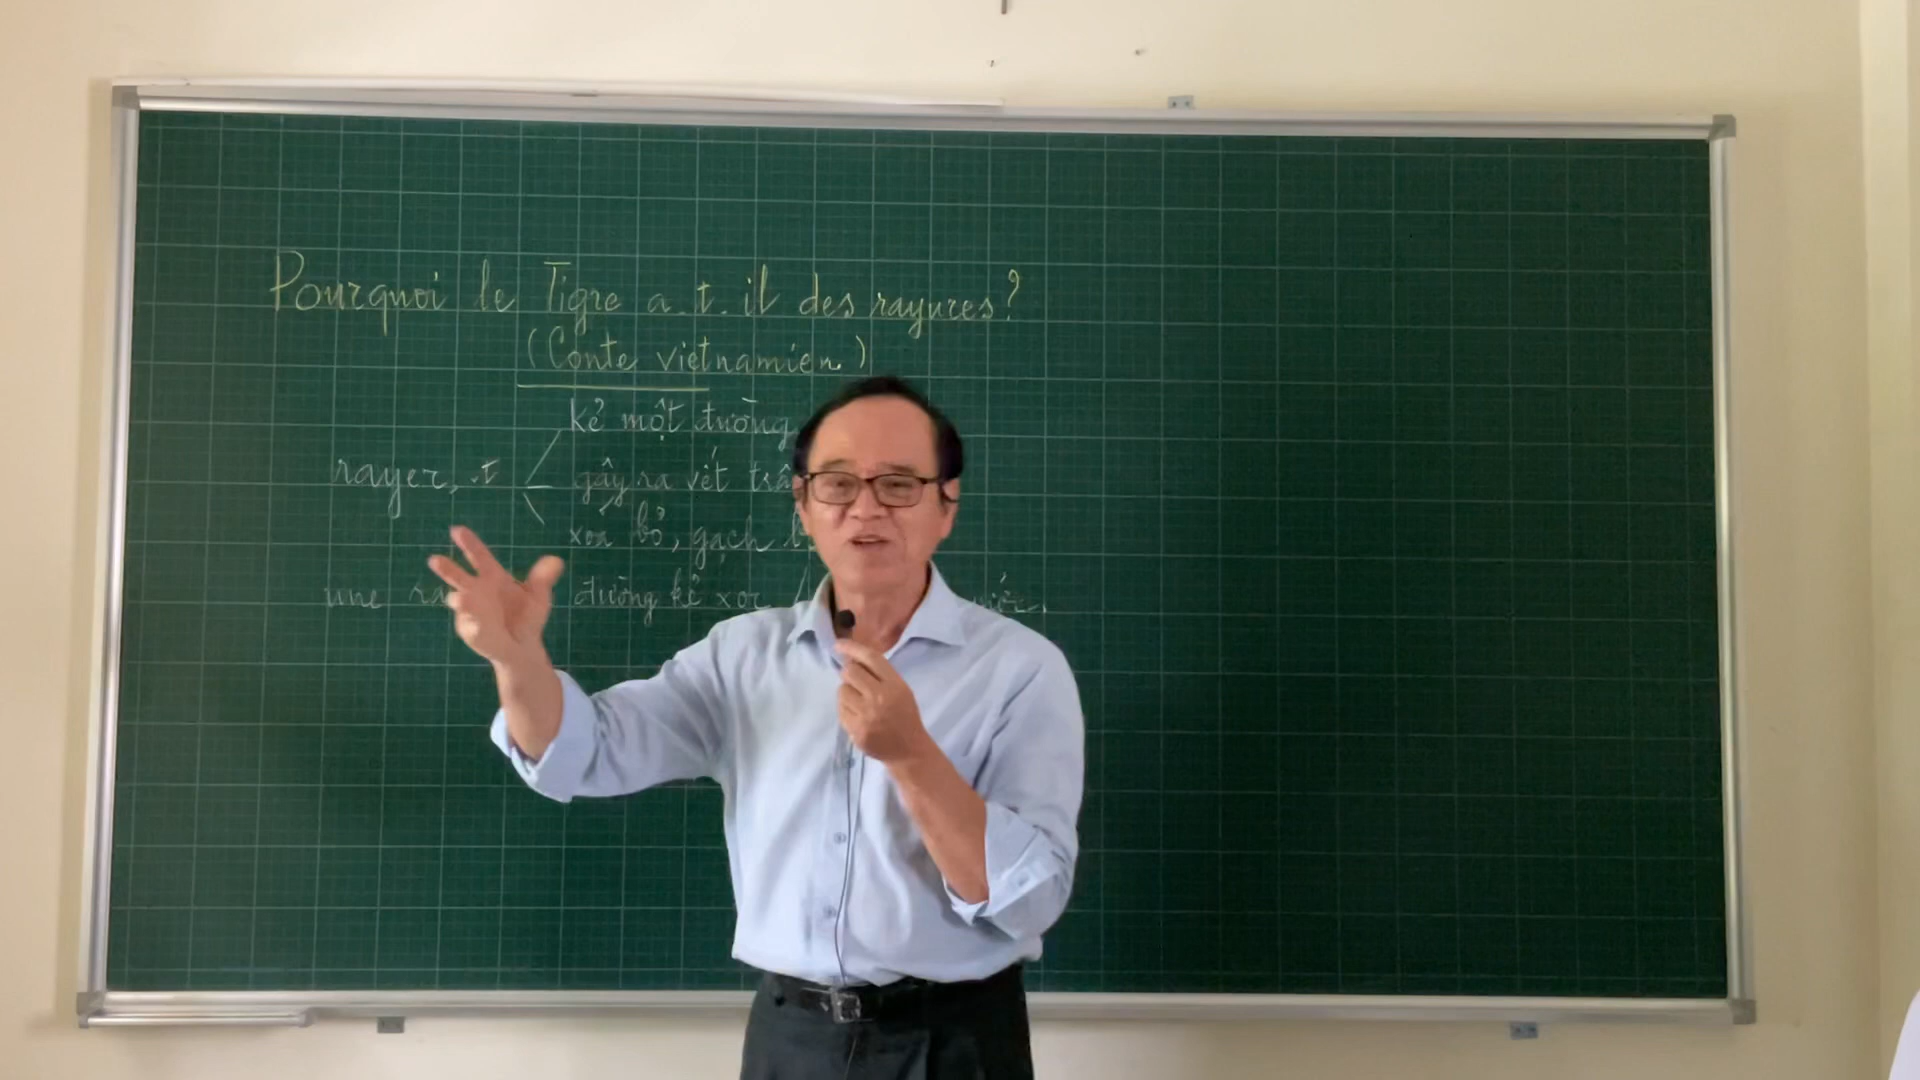 Pourquoi le Tigre a.t.il des rayures?
(Conte vietnamien)
kẻ một đường
rayer, t gây ra vết
xóa bỏ, gạch
une đường kẻ xọc